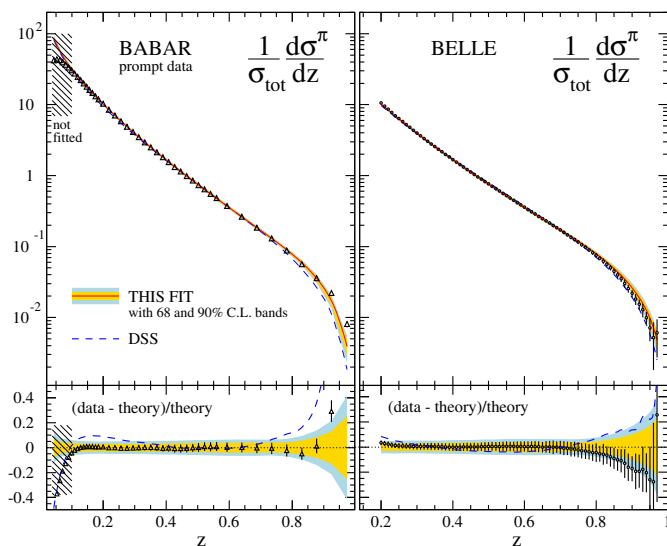 BABAR
prompt data
1 dσ^π
σ_tot dz
BELLE
1 dσ^π
σ_tot dz
10^2
10
1
10^-1
10^-2
not
fitted
THIS FIT
with 68 and 90% C.L. bands
DSS
(data - theory)/theory
(data - theory)/theory
0.4
0.2
0
-0.2
-0.4
0.2 0.4 0.6 0.8
0.2 0.4 0.6 0.8 1
z
z